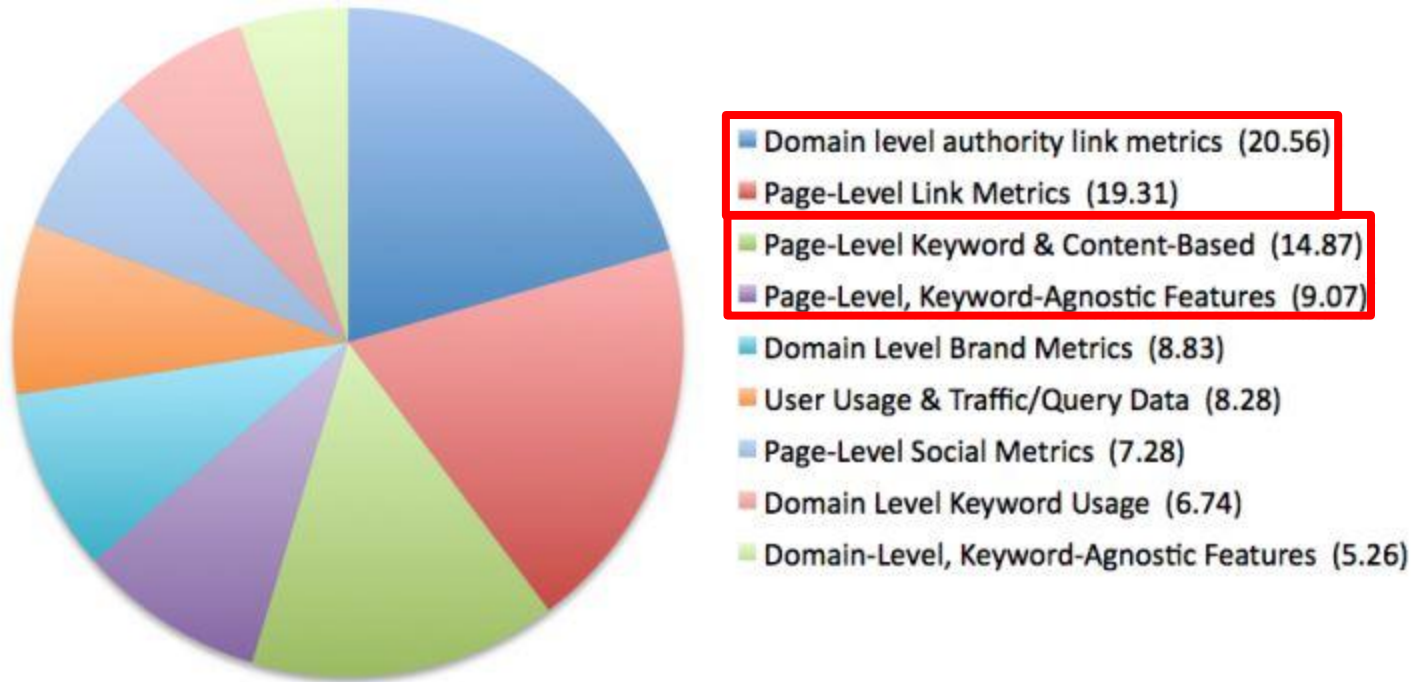 Domain level authority link metrics (20.56)
Page-Level Link Metrics (19.31)
Page-Level Keyword & Content-Based (14.87)
Page-Level, Keyword-Agnostic Features (9.07)
Domain Level Brand Metrics (8.83)
User Usage & Traffic/Query Data (8.28)
Page-Level Social Metrics (7.28)
Domain Level Keyword Usage (6.74)
Domain-Level, Keyword-Agnostic Features (5.26)